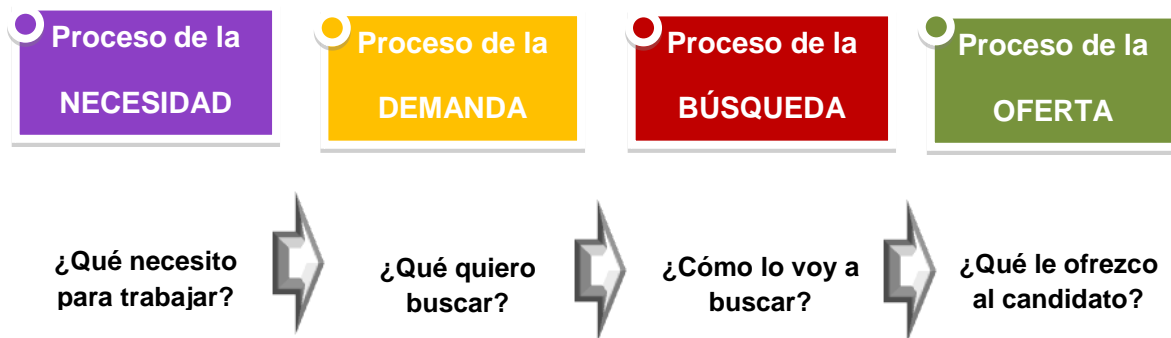 Proceso de la
NECESIDAD
Proceso de la
DEMANDA
Proceso de la
BÚSQUEDA
Proceso de la
OFERTA
¿Qué necesito
para trabajar?
¿Qué quiero
buscar?
¿Cómo lo voy a
buscar?
¿Qué le ofrezco
al candidato?